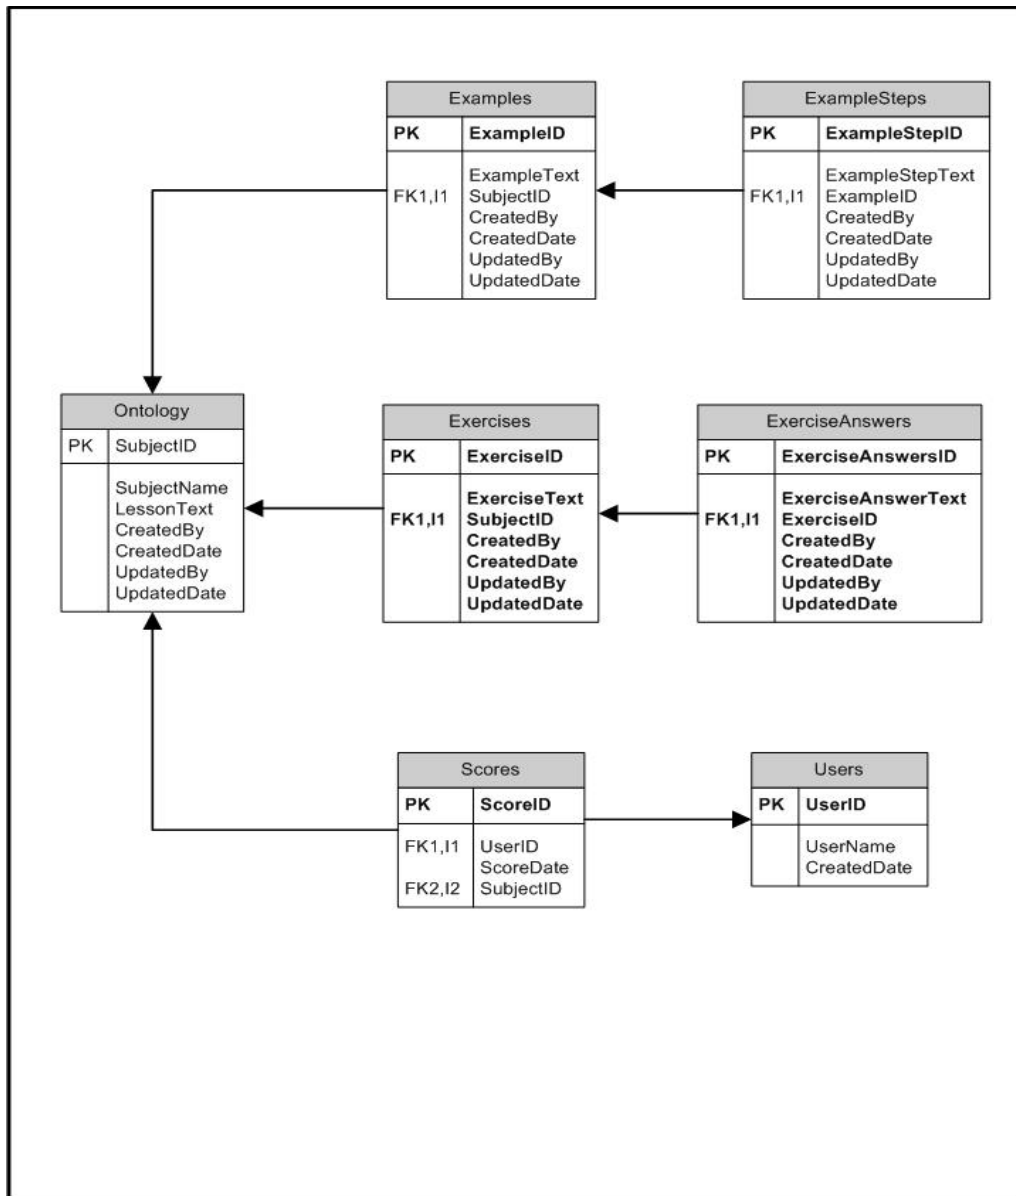 Examples
PK ExampleID
ExampleText
FK1,I1 SubjectID
CreatedBy
CreatedDate
UpdatedBy
UpdatedDate
ExampleSteps
PK ExampleStepID
ExampleStepText
FK1,I1 ExampleID
CreatedBy
CreatedDate
UpdatedBy
UpdatedDate
Ontology
PK SubjectID
SubjectName
LessonText
CreatedBy
CreatedDate
UpdatedBy
UpdatedDate
Exercises
PK ExerciseID
ExerciseText
FK1,I1 SubjectID
CreatedBy
CreatedDate
UpdatedBy
UpdatedDate
ExerciseAnswers
PK ExerciseAnswersID
ExerciseAnswerText
FK1,I1 ExerciseID
CreatedBy
CreatedDate
UpdatedBy
UpdatedDate
Scores
PK ScoreID
FK1,I1 UserID
ScoreDate
FK2,I2 SubjectID
Users
PK UserID
UserName
CreatedDate